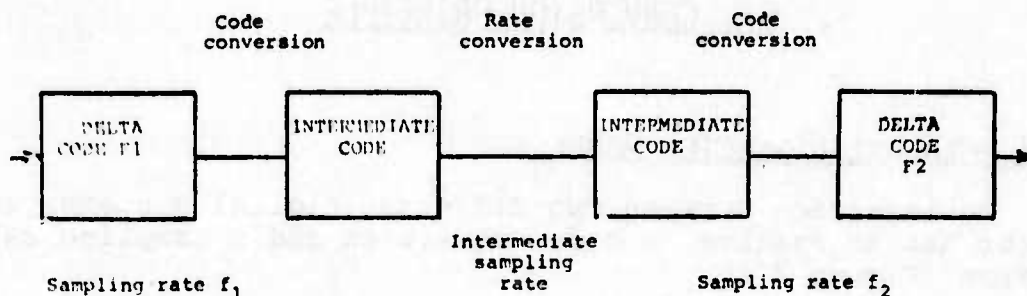 Code
conversion
Rate
conversion
Code
conversion
DELTA
CODE F1
INTERMEDIATE
CODE
INTERMEDIATE
CODE
DELTA
CODE
F2
Intermediate
sampling
rate
Sampling rate f₁
Sampling rate f₂